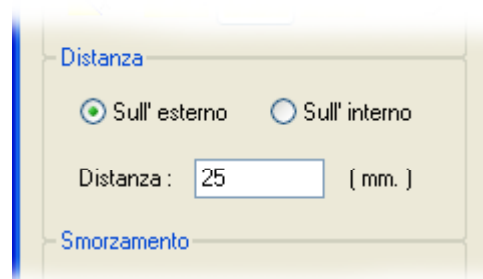 Distanza
Sull' esterno Sull' interno
Distanza : 25 ( mm. )
Smorzamento